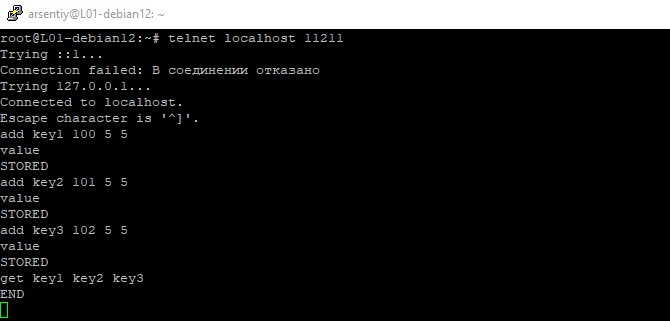 arsentiy@L01-debian12: ~
root@L01-debian12:~# telnet localhost 11211
Trying ::1...
Connection failed: В соединении отказано
Trying 127.0.0.1...
Connected to localhost.
Escape character is '^]'.
add key1 100 5 5
value
STORED
add key2 101 5 5
value
STORED
add key3 102 5 5
value
STORED
get key1 key2 key3
END